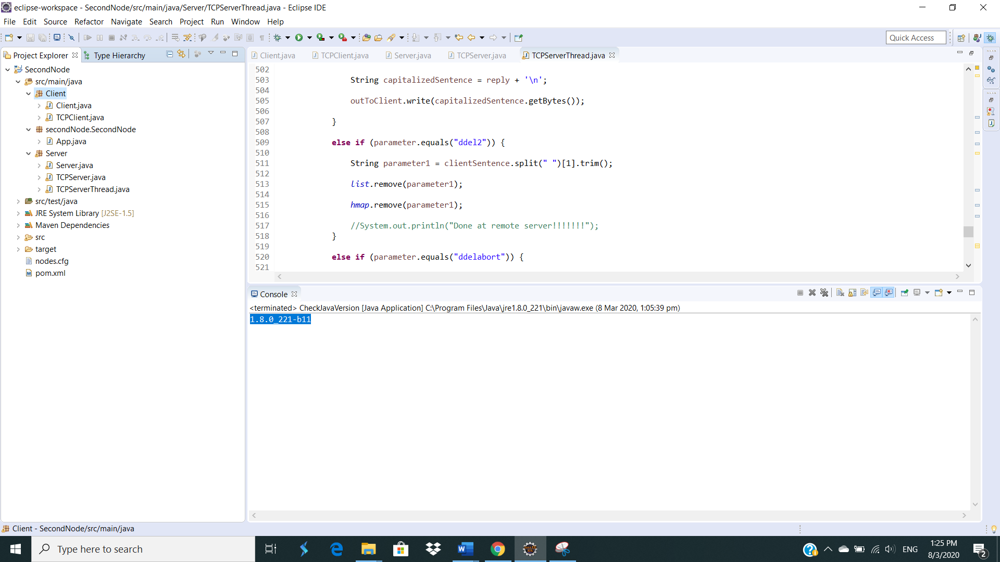 eclipse-workspace - SecondNode/src/main/java/Server/TCPServerThread.java - Eclipse IDE
File Edit Source Refactor Navigate Search Project Run Window Help
Quick Access
Project Explorer Type Hierarchy
SecondNode
src/main/java
Client
Client.java
TCPClient.java
secondNode.SecondNode
App.java
Server
Server.java
TCPServer.java
TCPServerThread.java
src/test/java
JRE System Library [J2SE-1.5]
Maven Dependencies
src
target
nodes.cfg
pom.xml
Client.java TCPClient.java Server.java TCPServer.java TCPServerThread.java
502
503 String capitalizedSentence = reply + '\n';
504
505 outToClient.write(capitalizedSentence.getBytes());
506
507 }
508
509 else if (parameter.equals("ddel2")) {
510
511 String parameter1 = clientSentence.split(" ")[1].trim();
512
513 list.remove(parameter1);
514
515 hmap.remove(parameter1);
516
517 //System.out.println("Done at remote server!!!!!!!");
518 }
519
520 else if (parameter.equals("ddelabort")) {
521
Console
<terminated> CheckJavaVersion [Java Application] C:\Program Files\Java\jre1.8.0_221\bin\javaw.exe (8 Mar 2020, 1:05:39 pm)
1.8.0_221-b11
Client - SecondNode/src/main/java
Type here to search
ENG
1:25 PM
8/3/2020
2